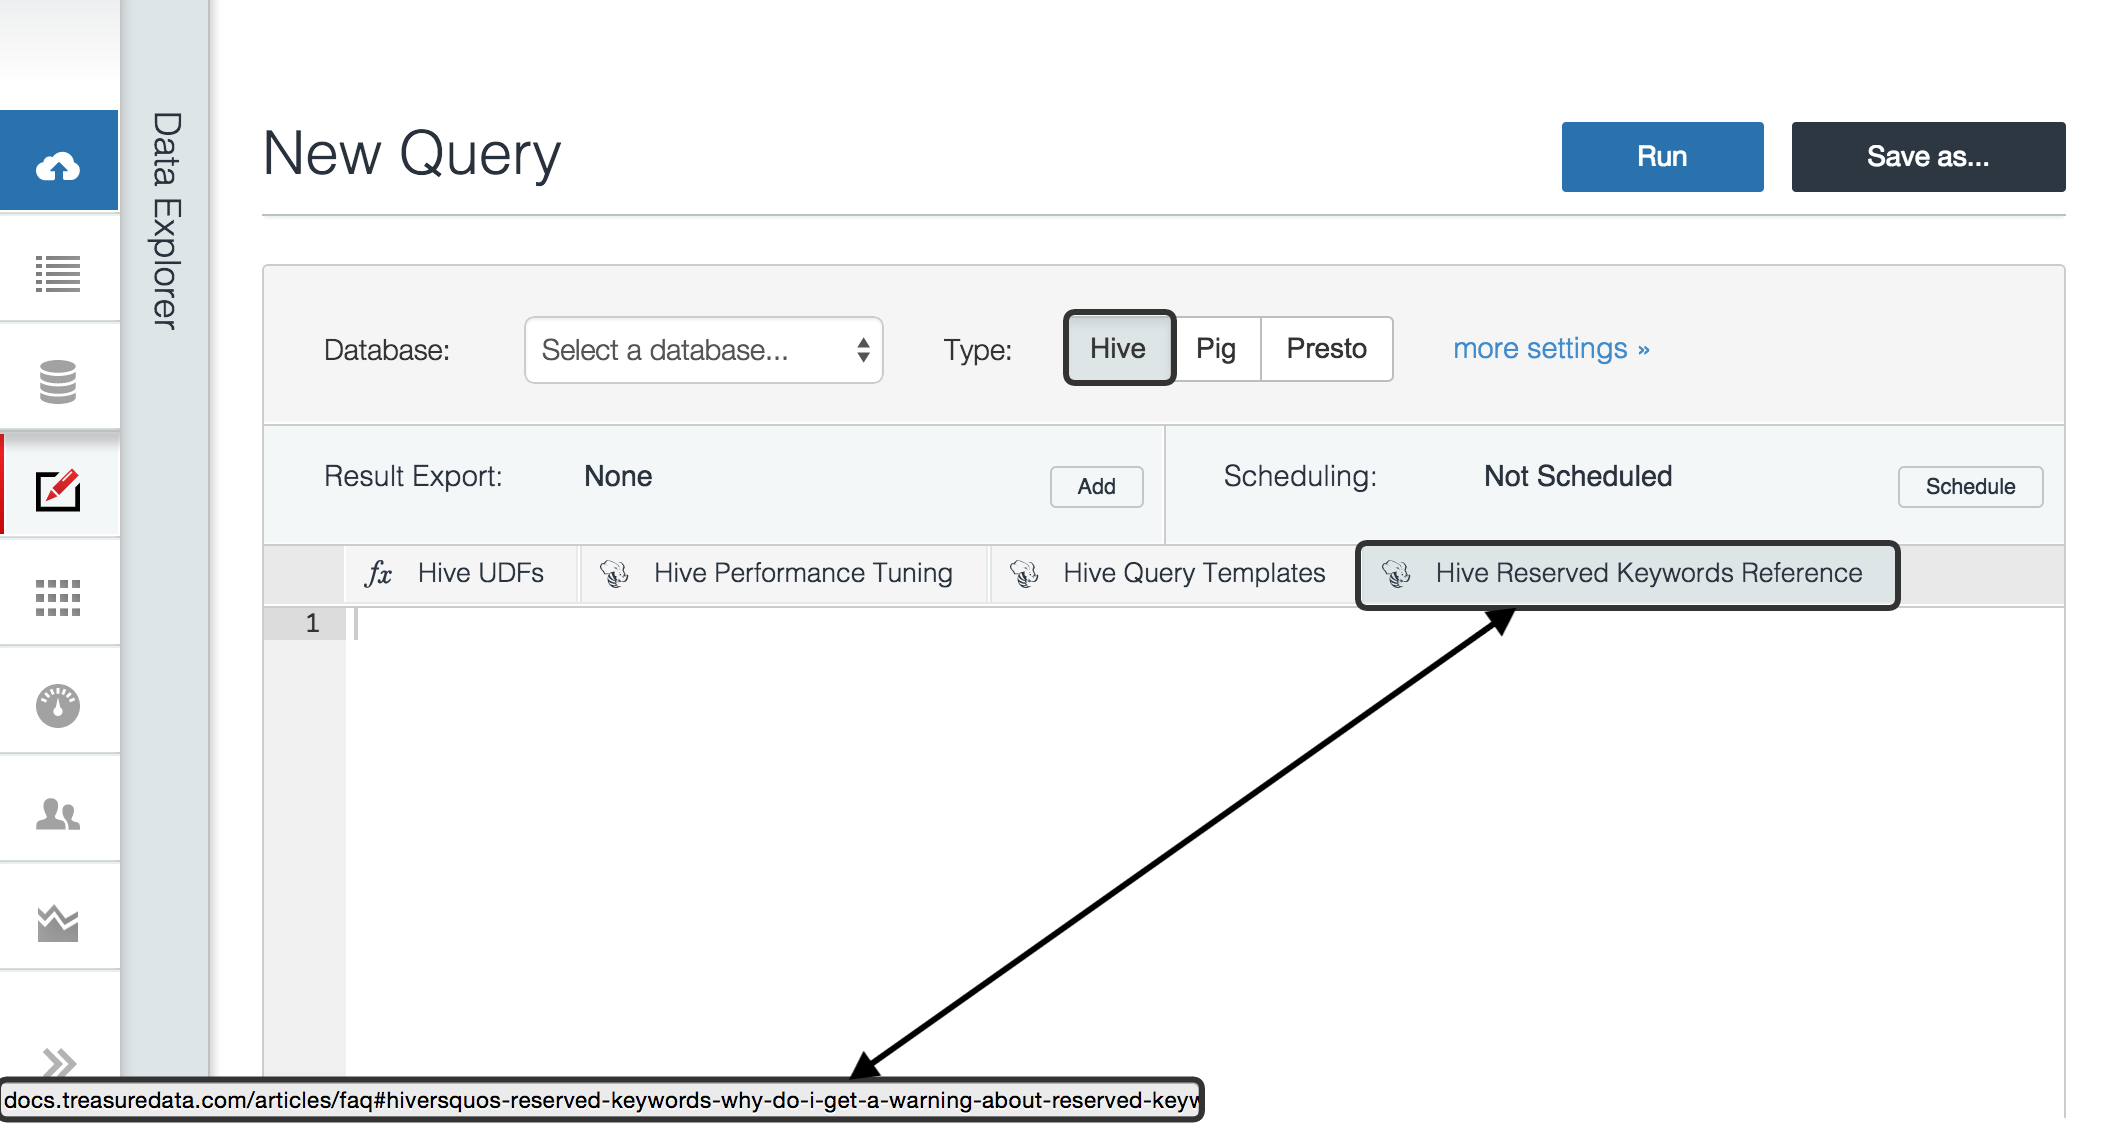 Data Explorer
New Query
Run
Save as...
Database:
Select a database...
Type:
Hive
Pig
Presto
more settings »
Result Export:
None
Add
Scheduling:
Not Scheduled
Schedule
fx Hive UDFs
Hive Performance Tuning
Hive Query Templates
Hive Reserved Keywords Reference
1
docs.treasuredata.com/articles/faq#hiversquos-reserved-keywords-why-do-i-get-a-warning-about-reserved-keyw